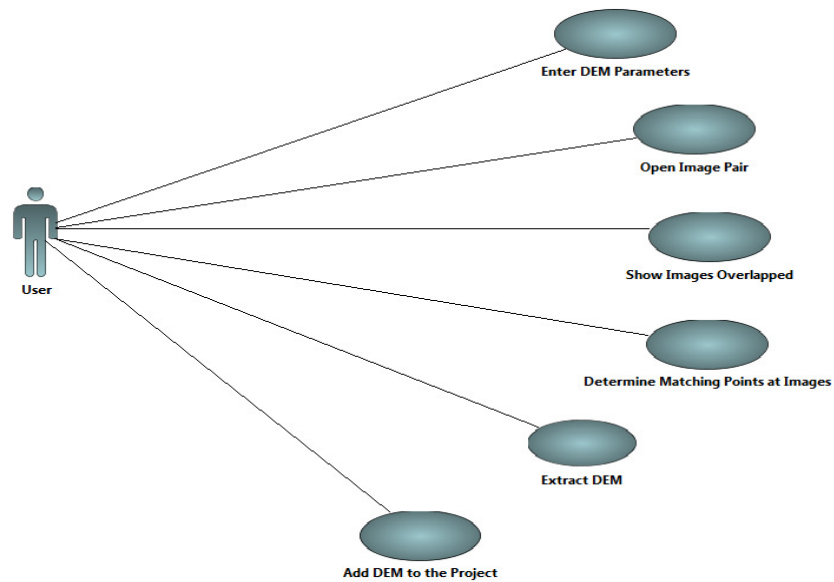 Enter DEM Parameters
Open Image Pair
Show Images Overlapped
User
Determine Matching Points at Images
Extract DEM
Add DEM to the Project